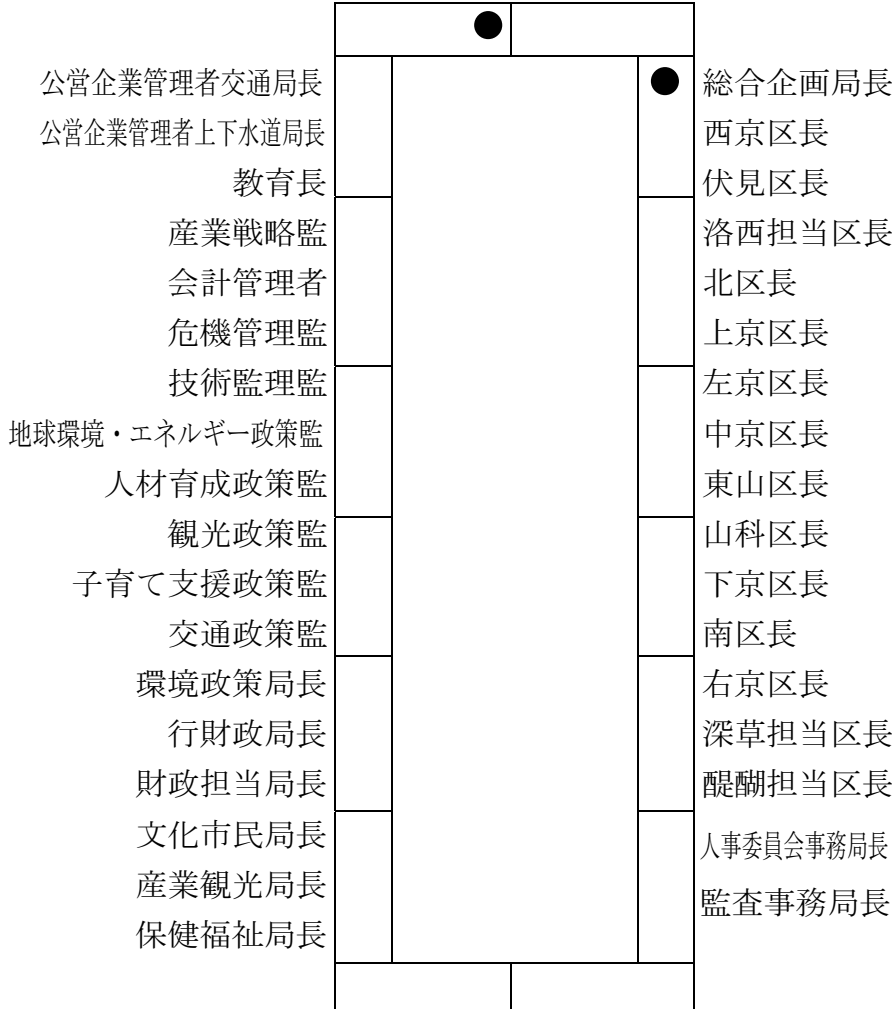 公営企業管理者交通局長
公営企業管理者上下水道局長
教育長
産業戦略監
会計管理者
危機管理監
技術監理監
地球環境・エネルギー政策監
人材育成政策監
観光政策監
子育て支援政策監
交通政策監
環境政策局長
行財政局長
財政担当局長
文化市民局長
産業観光局長
保健福祉局長
総合企画局長
西京区長
伏見区長
洛西担当区長
北区長
上京区長
左京区長
中京区長
東山区長
山科区長
下京区長
南区長
右京区長
深草担当区長
醍醐担当区長
人事委員会事務局長
監査事務局長